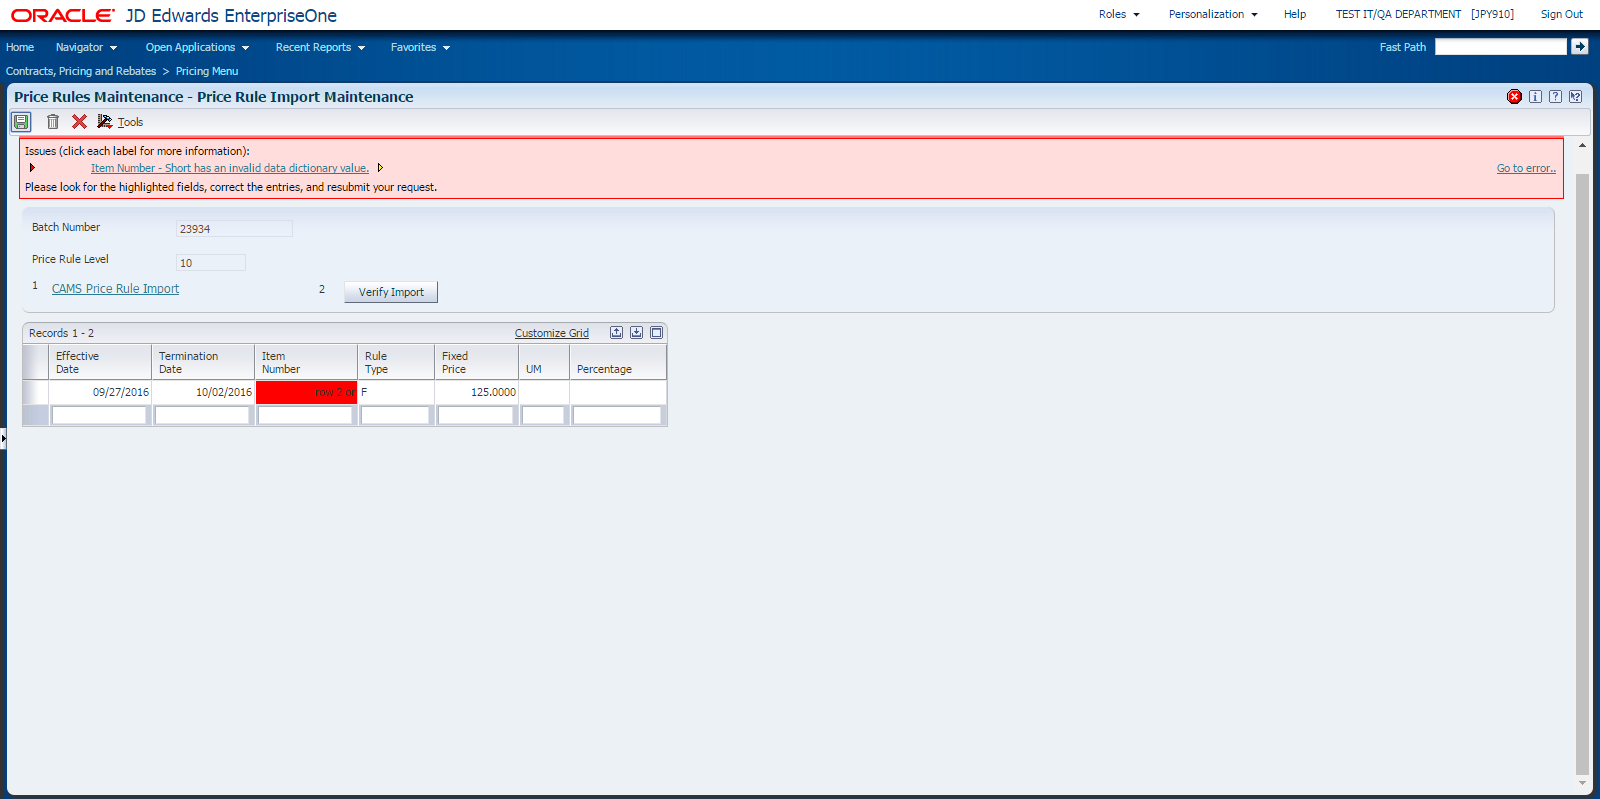 ORACLE JD Edwards EnterpriseOne
Roles Personalization Help TEST IT/QA DEPARTMENT [JPY910] Sign Out
Home Navigator Open Applications Recent Reports Favorites Fast Path
Contracts, Pricing and Rebates > Pricing Menu
Price Rules Maintenance - Price Rule Import Maintenance
Tools
Issues (click each label for more information):
Item Number - Short has an invalid data dictionary value. Go to error..
Please look for the highlighted fields, correct the entries, and resubmit your request.
Batch Number 23934
Price Rule Level 10
1 CAMS Price Rule Import 2 Verify Import
Records 1 - 2 Customize Grid
Effective Date Termination Date Item Number Rule Type Fixed Price UM Percentage
09/27/2016 10/02/2016 row 2 or F 125.0000